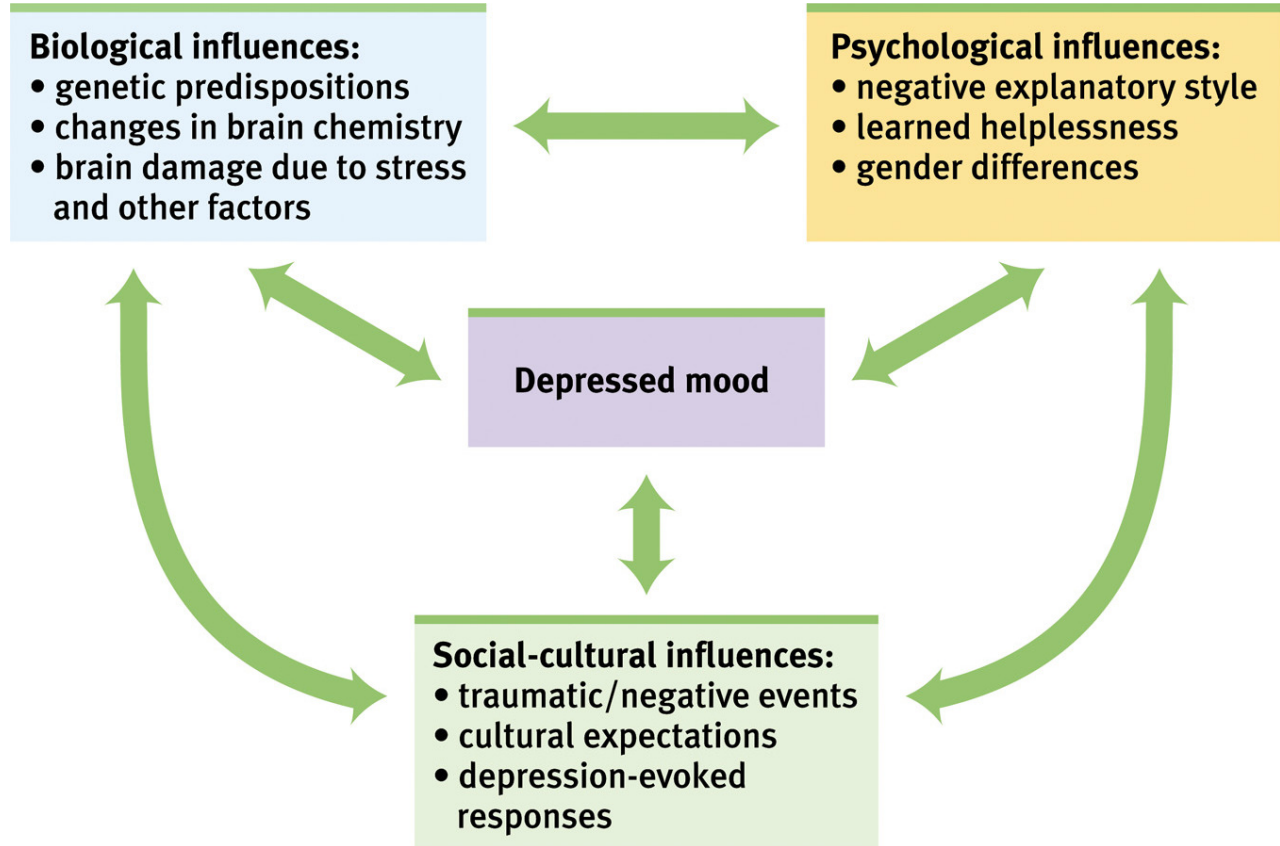 Biological influences:
• genetic predispositions
• changes in brain chemistry
• brain damage due to stress
and other factors
Psychological influences:
• negative explanatory style
• learned helplessness
• gender differences
Depressed mood
Social-cultural influences:
• traumatic/negative events
• cultural expectations
• depression-evoked
responses